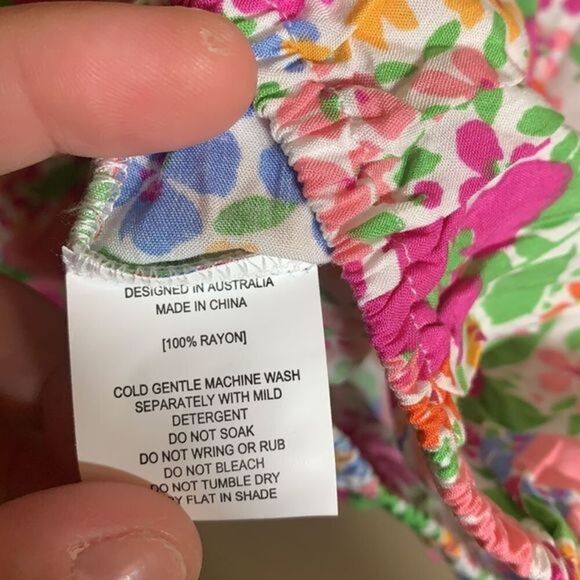 DESIGNED IN AUSTRALIA
MADE IN CHINA
[100% RAYON]
COLD GENTLE MACHINE WASH
SEPARATELY WITH MILD
DETERGENT
DO NOT SOAK
DO NOT WRING OR RUB
DO NOT BLEACH
DO NOT TUMBLE DRY
FLAT IN SHADE